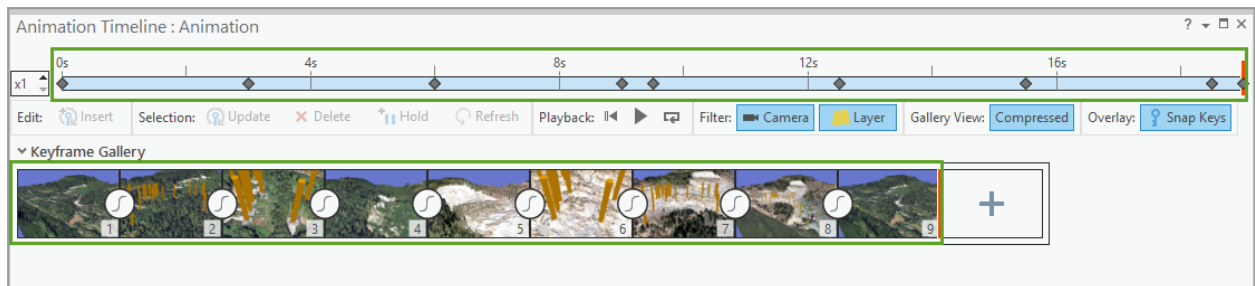 Animation Timeline : Animation ?
0s 4s 8s 12s 16s
x1
Edit: Insert Selection: Update Delete Hold Refresh Playback: Filter: Camera Layer Gallery View: Compressed Overlay: Snap Keys
Keyframe Gallery
1 2 3 4 5 6 7 8 9